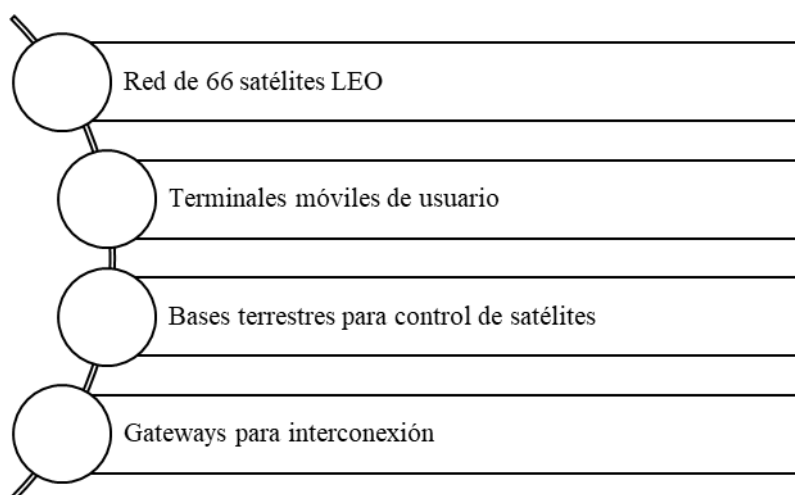 Red de 66 satélites LEO
Terminales móviles de usuario
Bases terrestres para control de satélites
Gateways para interconexión